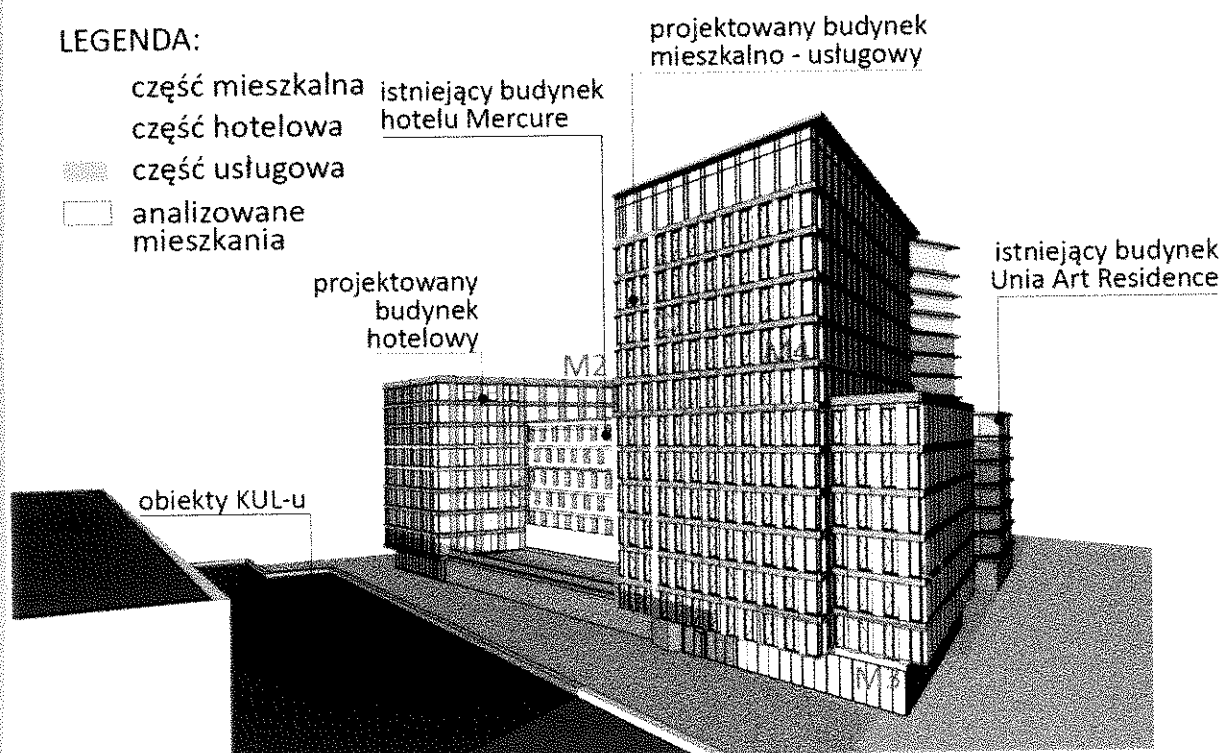 LEGENDA:
część mieszkalna
część hotelowa
część usługowa
analizowane
mieszkania
istniejący budynek
hotelu Mercure
projektowany budynek
mieszkalno - usługowy
istniejący budynek
Unia Art Residence
projektowany
budynek
hotelowy
M2
M4
obiekty KUL-u
M3